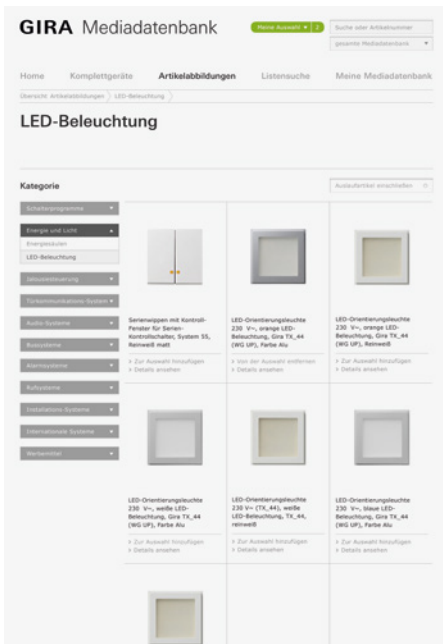 GIRA Mediadatenbank
Meine Auswahl ▼ 2
Suche oder Artikelnummer
gesamte Mediadatenbank ▼
Home Komplettgeräte Artikelabbildungen Listensuche Meine Mediadatenbank
Übersicht Artikelabbildungen LED-Beleuchtung
LED-Beleuchtung
Kategorie
Auslaufartikel einschließen
Schalterprogramme
Energie und Licht
Energiesäulen
LED-Beleuchtung
Jalousiesteuerung
Türkommunikations-System
Audio Systeme
Bussysteme
Alarmsysteme
Rufsysteme
Installations Systeme
Internationale Systeme
Werbemittel
Serienwippen mit Kontroll-
Fenster für Serien-
Kontrollschalter, System 55,
Reinweiß matt
> Zur Auswahl hinzufügen
> Details ansehen
LED-Orientierungsleuchte
230 V~, orange LED-
Beleuchtung, Gira TX_44
(WG UP), Farbe Alu
> Von der Auswahl entfernen
> Details ansehen
LED-Orientierungsleuchte
230 V~, orange LED-
Beleuchtung, Gira TX_44
(WG UP), Reinweiß
> Zur Auswahl hinzufügen
> Details ansehen
LED-Orientierungsleuchte
230 V~, weiße LED-
Beleuchtung, Gira TX_44
(WG UP), Farbe Alu
> Zur Auswahl hinzufügen
> Details ansehen
LED-Orientierungsleuchte
230 V~ (TX_44), weiße
LED-Beleuchtung, TX_44,
reinweiß
> Zur Auswahl hinzufügen
> Details ansehen
LED-Orientierungsleuchte
230 V~, blaue LED-
Beleuchtung, Gira TX_44
(WG UP), Farbe Alu
> Zur Auswahl hinzufügen
> Details ansehen